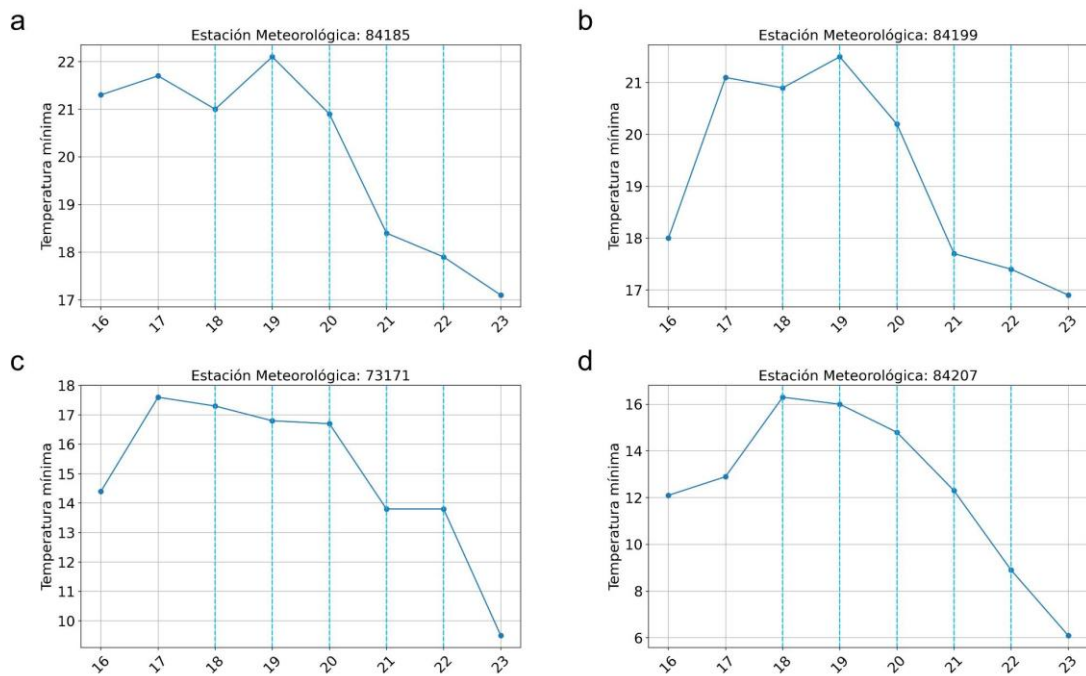 a
Estación Meteorológica: 84185
Temperatura mínima
22
21
20
19
18
17
16 17 18 19 20 21 22 23
b
Estación Meteorológica: 84199
Temperatura mínima
21
20
19
18
17
16 17 18 19 20 21 22 23
c
Estación Meteorológica: 73171
Temperatura mínima
18
17
16
15
14
13
12
11
10
16 17 18 19 20 21 22 23
d
Estación Meteorológica: 84207
Temperatura mínima
16
14
12
10
8
6
16 17 18 19 20 21 22 23